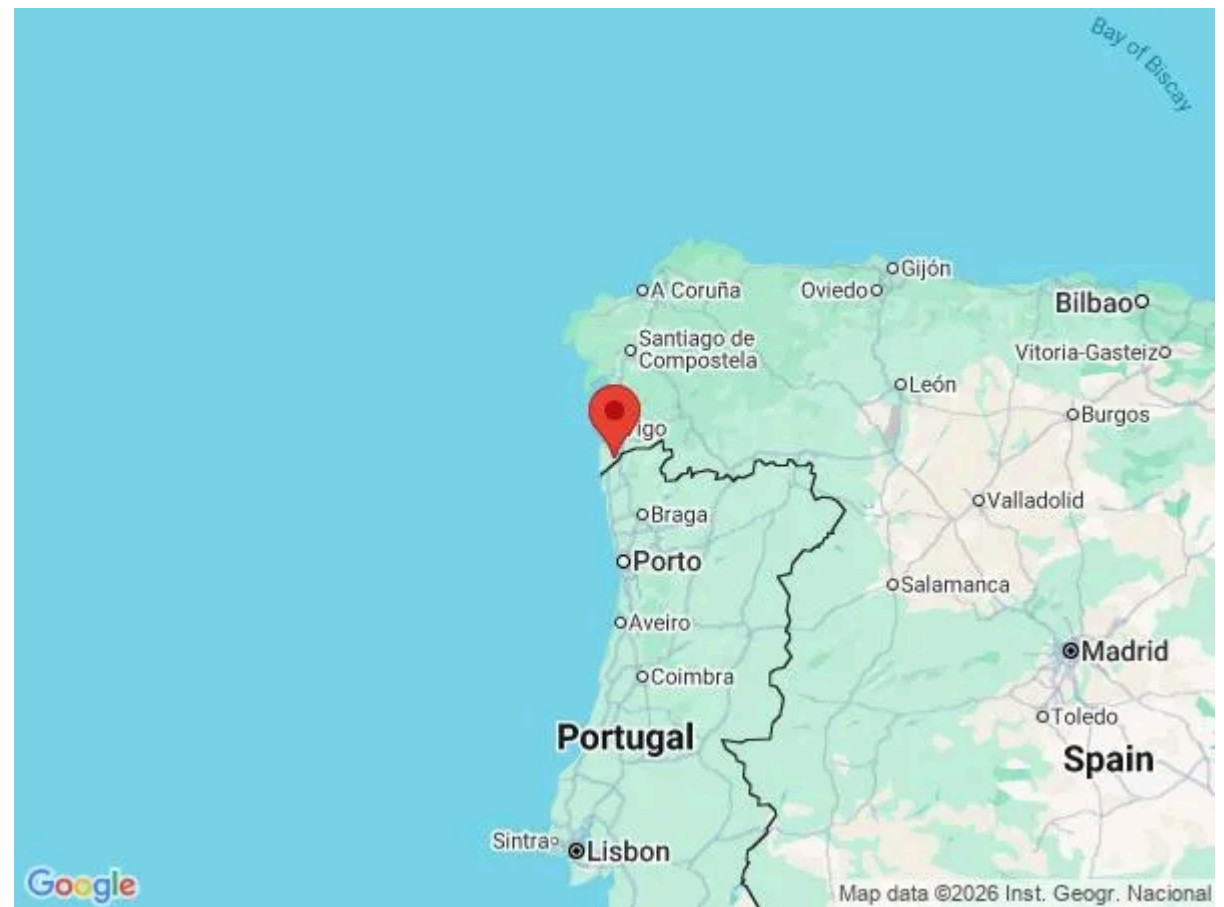 Bay of Biscay
Gijón
A Coruña
Oviedo
Bilbao
Santiago de
Compostela
Vitoria-Gasteiz
León
Burgos
igo
Valladolid
Braga
Porto
Salamanca
Aveiro
Madrid
Coimbra
Toledo
Portugal
Spain
Sintra
Lisbon
Google
Map data ©2026 Inst. Geogr. Nacional